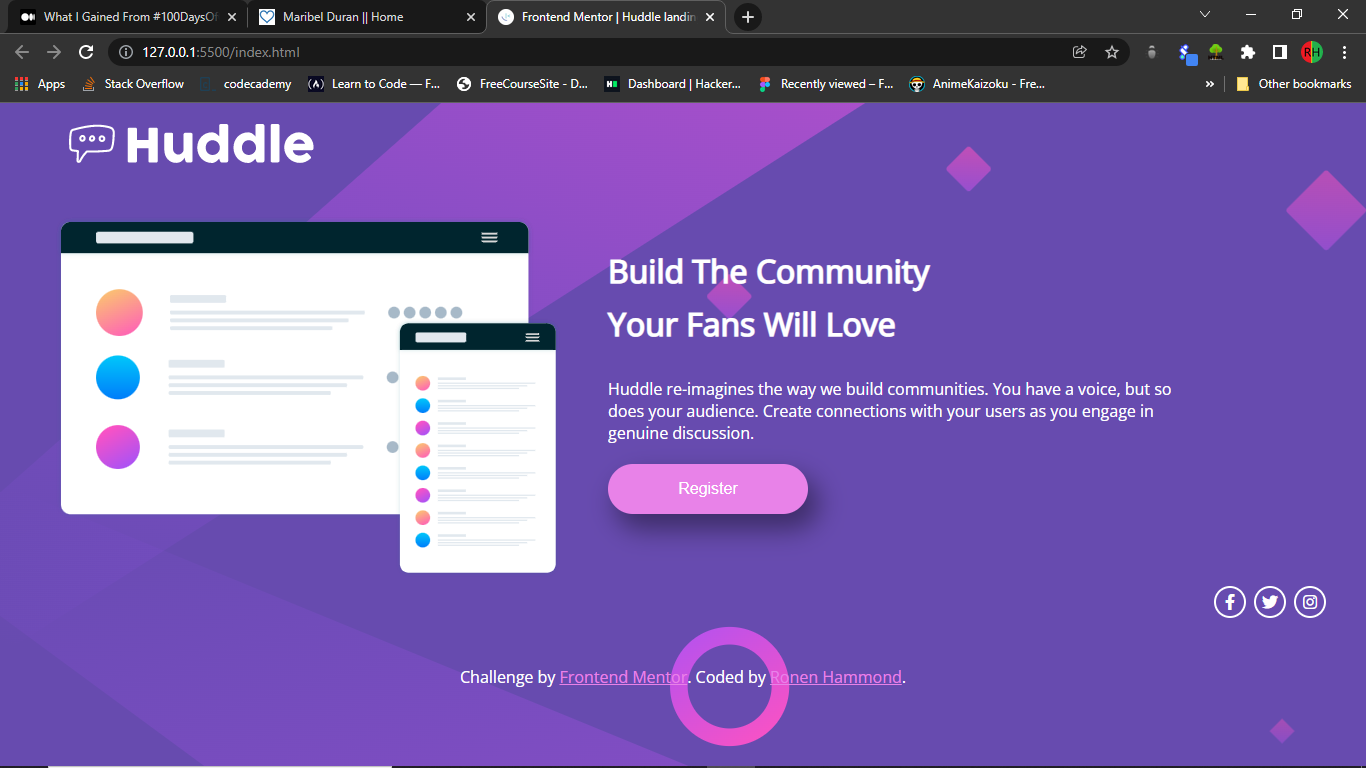 What I Gained From #100DaysOf
Maribel Duran || Home
Frontend Mentor | Huddle landin
127.0.0.1:5500/index.html
RH
Apps
Stack Overflow
codecademy
Learn to Code — F...
FreeCourseSite - D...
Dashboard | Hacker...
Recently viewed – F...
AnimeKaizoku - Fre...
»
Other bookmarks
Huddle
Build The Community
Your Fans Will Love
Huddle re-imagines the way we build communities. You have a voice, but so
does your audience. Create connections with your users as you engage in
genuine discussion.
Register
Challenge by Frontend Mentor. Coded by Ronen Hammond.